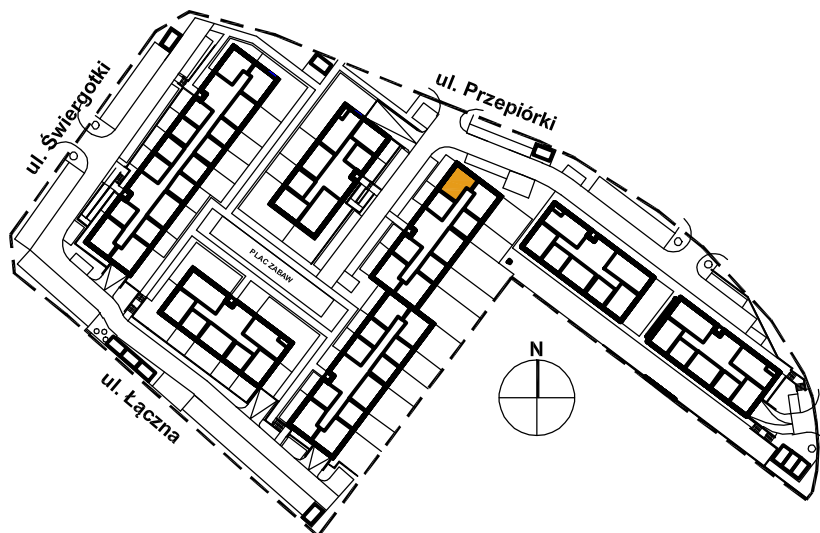 ul. Przepiórki
ul. Świergotki
PLAC ZABAW
N
ul. Łączna